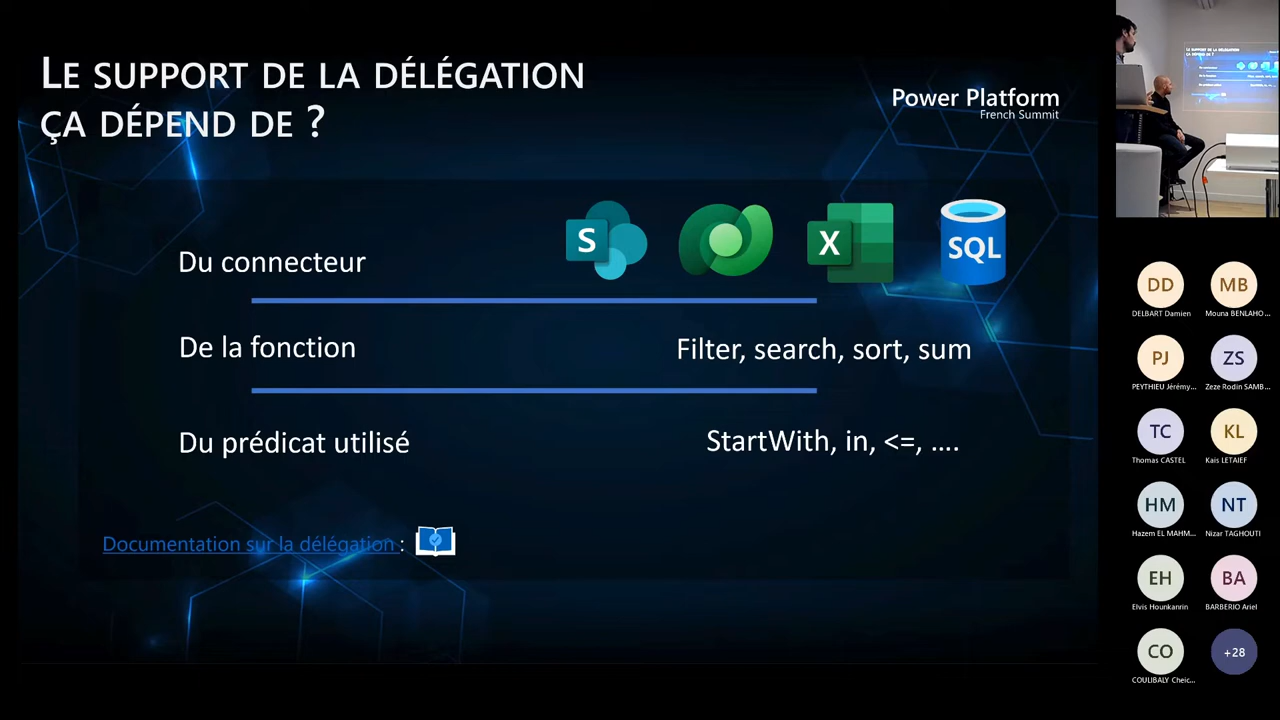 LE SUPPORT DE LA DÉLÉGATION
ÇA DÉPEND DE ?
Power Platform
French Summit
Du connecteur
S
X
SQL
De la fonction
Filter, search, sort, sum
Du prédicat utilisé
StartWith, in, <=, ....
Documentation sur la délégation :
DD
MB
DELBART Damien
Mouna BENLAHO...
PJ
ZS
PEYTHIEU Jérémy...
Zeze Rodin SAMB...
TC
KL
Thomas CASTEL
Kais LETAIEF
HM
NT
Hazem EL MAHM...
Nizar TAGHOUTI
EH
BA
Elvis Hounkanrin
BARBERIO Ariel
CO
+28
COULIBALY Cheic...